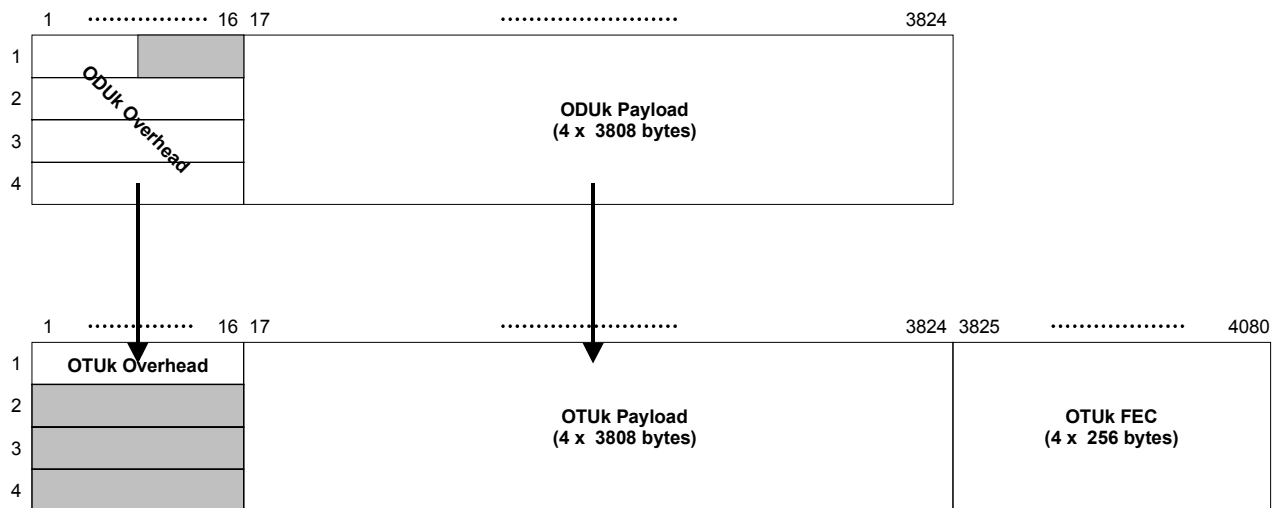 1 ..................... 16 17 ............................... 3824
1
ODUk Overhead
2
ODUk Payload
(4 x 3808 bytes)
3
4
1 .................. 16 17 ............................... 3824 3825 ....................... 4080
1 OTUk Overhead
2
OTUk Payload
(4 x 3808 bytes)
OTUk FEC
(4 x 256 bytes)
3
4